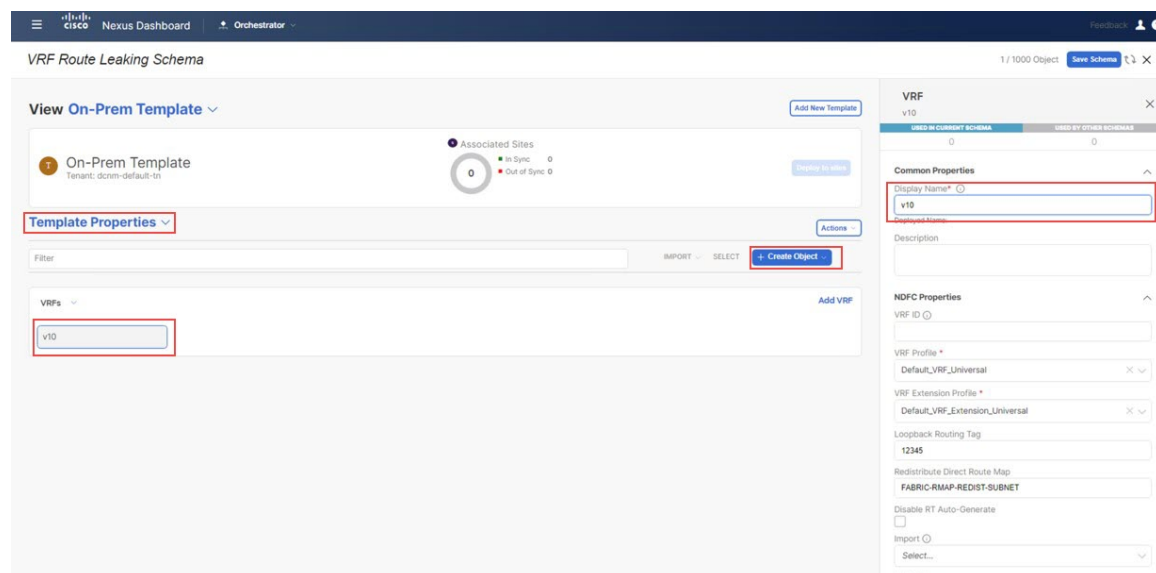 cisco Nexus Dashboard Orchestrator Feedback
VRF Route Leaking Schema 1 / 1000 Object Save Schema
View On-Prem Template Add New Template
T On-Prem Template
Tenant: dcnm-default-tn
Associated Sites
0
In Sync 0
Out of Sync 0
Deploy to sites
Template Properties
Actions
Filter IMPORT SELECT + Create Object
VRFs Add VRF
v10
VRF
v10
USED IN CURRENT SCHEMA USED BY OTHER SCHEMAS
0 0
Common Properties
Display Name*
v10
Deployed Name:
Description
NDFC Properties
VRF ID
VRF Profile *
Default_VRF_Universal
VRF Extension Profile *
Default_VRF_Extension_Universal
Loopback Routing Tag
12345
Redistribute Direct Route Map
FABRIC-RMAP-REDIST-SUBNET
Disable RT Auto-Generate
Import
Select...